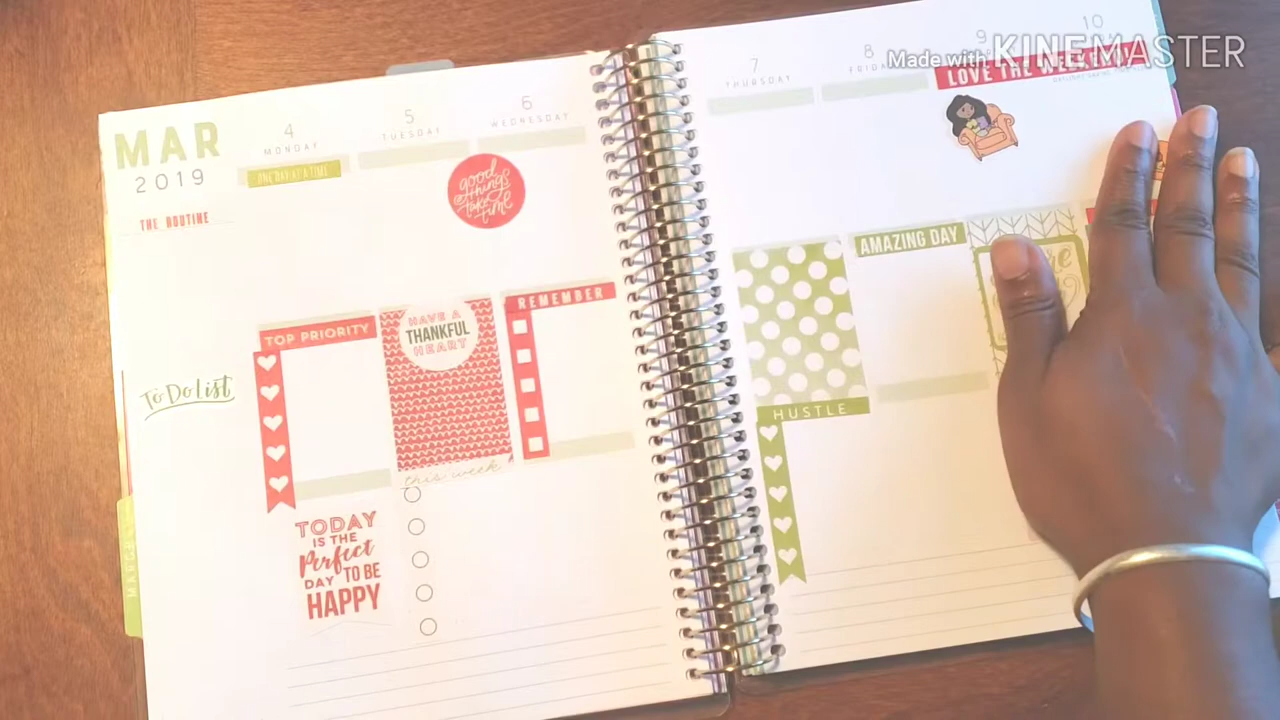 Made with KINEMASTER
MAR
2019
4
MONDAY
ONE DAY AT A TIME
5
TUESDAY
6
WEDNESDAY
good
things
take
time
THE ROUTINE
TOP PRIORITY
HAVE A
THANKFUL
HEART
REMEMBER
To Do List
this week
TODAY
IS THE
Perfect
DAY TO BE
HAPPY
7
THURSDAY
8
9
10
LOVE THE WEEKEND
AMAZING DAY
HUSTLE